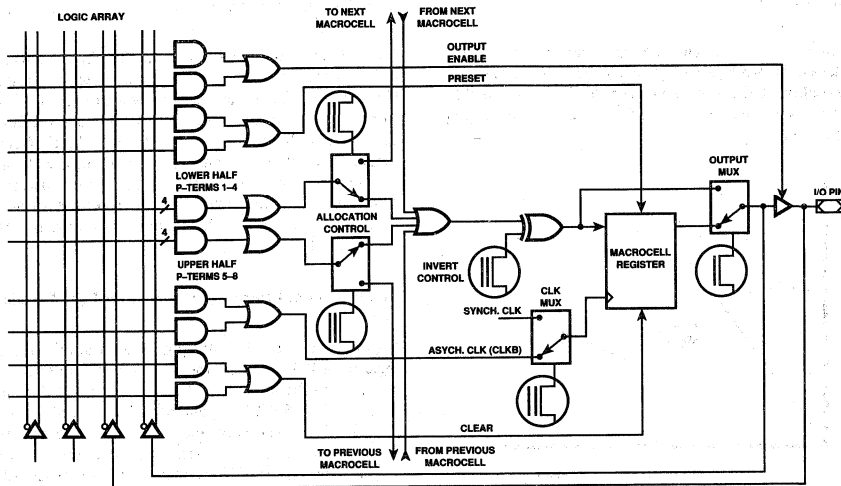 LOGIC ARRAY
TO NEXT
MACROCELL
FROM NEXT
MACROCELL
OUTPUT
ENABLE
PRESET
LOWER HALF
P–TERMS 1–4
4
4
ALLOCATION
CONTROL
UPPER HALF
P–TERMS 5–8
INVERT
CONTROL
OUTPUT
MUX
I/O PIN
MACROCELL
REGISTER
CLK
MUX
SYNCH. CLK
ASYCH. CLK (CLKB)
CLEAR
TO PREVIOUS
MACROCELL
FROM PREVIOUS
MACROCELL